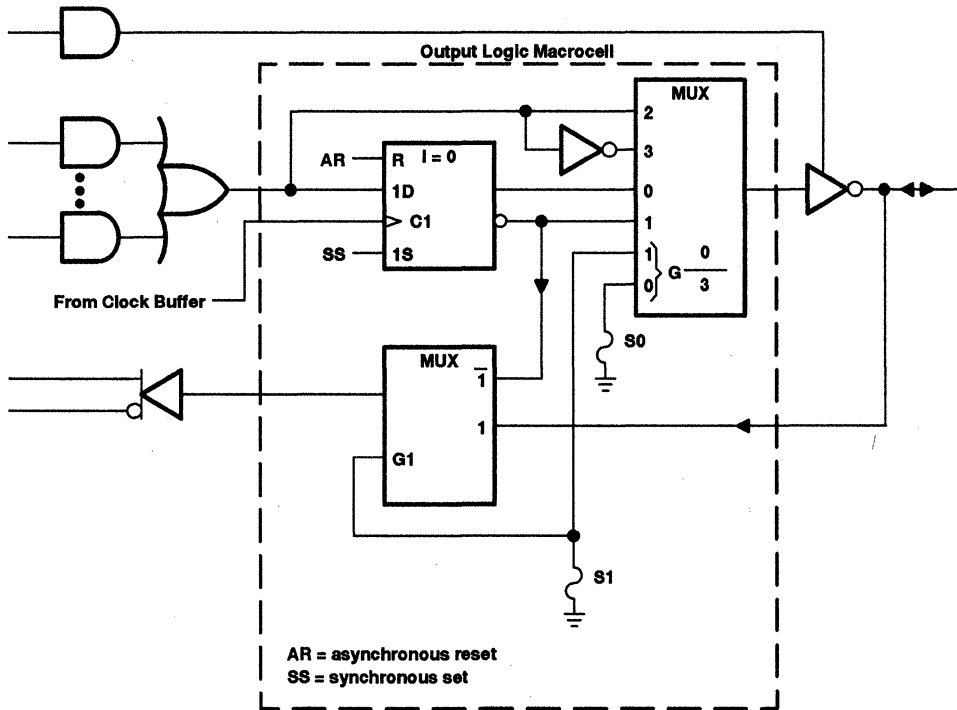 Output Logic Macrocell
MUX
2
3
AR
R
I = 0
1D
0
C1
1
SS
1S
1
0
G
0
3
From Clock Buffer
S0
MUX
1
1
G1
S1
AR = asynchronous reset
SS = synchronous set